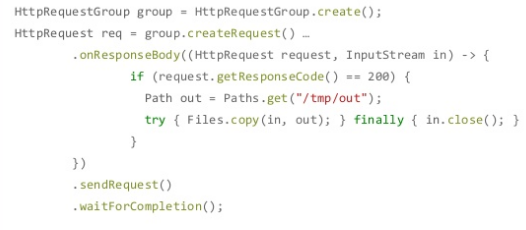 HttpRequestGroup group = HttpRequestGroup.create();
HttpRequest req = group.createRequest() …
.onResponseBody((HttpRequest request, InputStream in) -> {
if (request.getResponseCode() == 200) {
Path out = Paths.get("/tmp/out");
try { Files.copy(in, out); } finally { in.close(); }
}
})
.sendRequest()
.waitForCompletion();